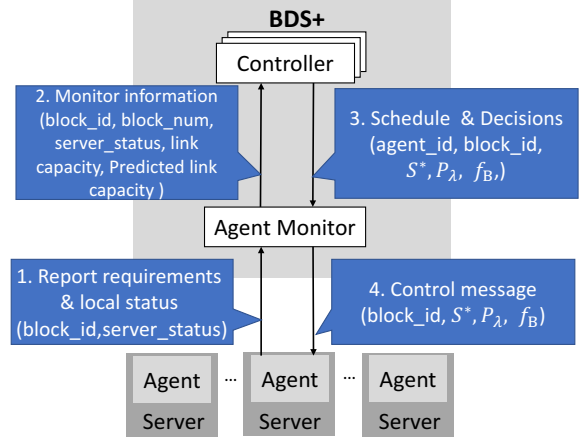 BDS+
Controller
2. Monitor information
(block_id, block_num,
server_status, link
capacity, Predicted link
capacity )
3. Schedule & Decisions
(agent_id, block_id,
S*, Pλ, fB,)
Agent Monitor
1. Report requirements
& local status
(block_id,server_status)
4. Control message
(block_id, S*, Pλ, fB)
Agent ... Agent ... Agent
Server Server Server